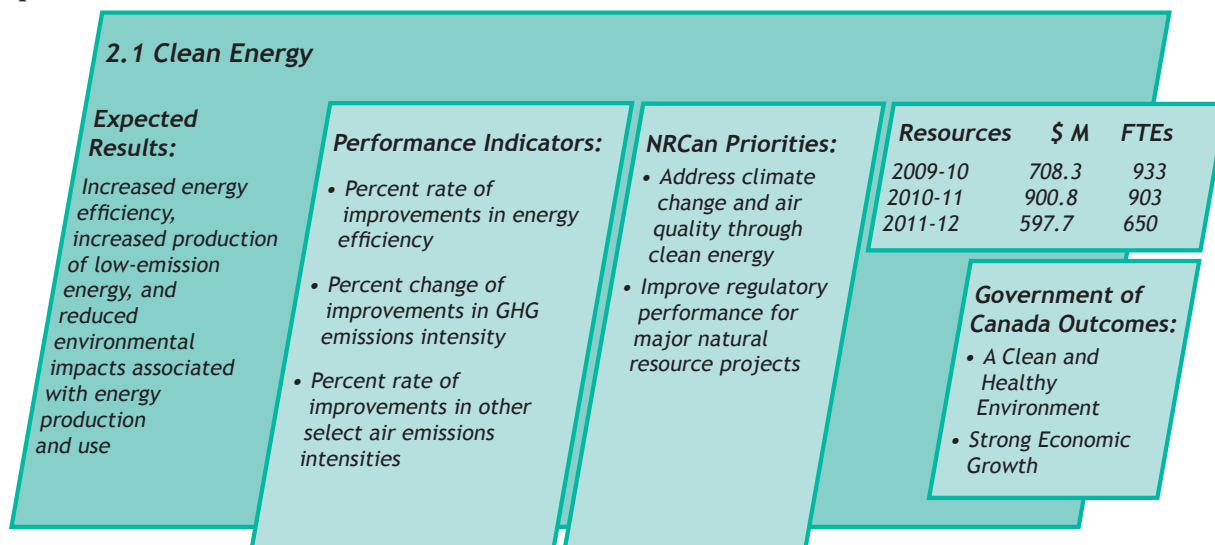 2.1 Clean Energy
Expected
Results:
Increased energy
efficiency,
increased production
of low-emission
energy, and
reduced
environmental
impacts associated
with energy
production
and use
Performance Indicators:
• Percent rate of
improvements in energy
efficiency
• Percent change of
improvements in GHG
emissions intensity
• Percent rate of
improvements in other
select air emissions
intensities
NRCan Priorities:
• Address climate
change and air
quality through
clean energy
• Improve regulatory
performance for
major natural
resource projects
Resources $ M FTEs
2009-10 708.3 933
2010-11 900.8 903
2011-12 597.7 650
Government of
Canada Outcomes:
• A Clean and
Healthy
Environment
• Strong Economic
Growth